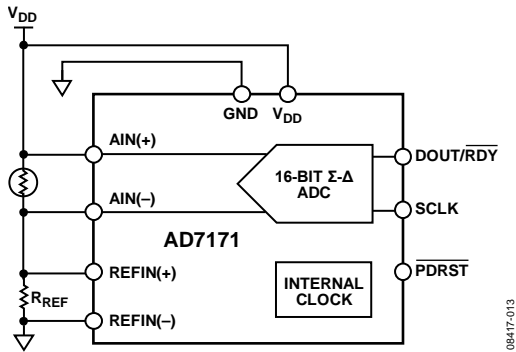 VDD
GND
VDD
AIN(+)
DOUT/RDY
16-BIT Σ-Δ
ADC
AIN(–)
SCLK
AD7171
REFIN(+)
PDRST
INTERNAL
CLOCK
RREF
REFIN(–)
08417-013